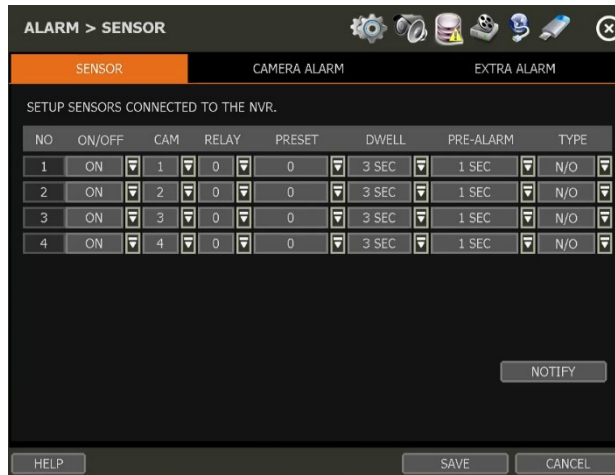 ALARM > SENSOR
SENSOR CAMERA ALARM EXTRA ALARM
SETUP SENSORS CONNECTED TO THE NVR.
NO ON/OFF CAM RELAY PRESET DWELL PRE-ALARM TYPE
1 ON 1 0 0 3 SEC 1 SEC N/O
2 ON 2 0 0 3 SEC 1 SEC N/O
3 ON 3 0 0 3 SEC 1 SEC N/O
4 ON 4 0 0 3 SEC 1 SEC N/O
NOTIFY
HELP SAVE CANCEL